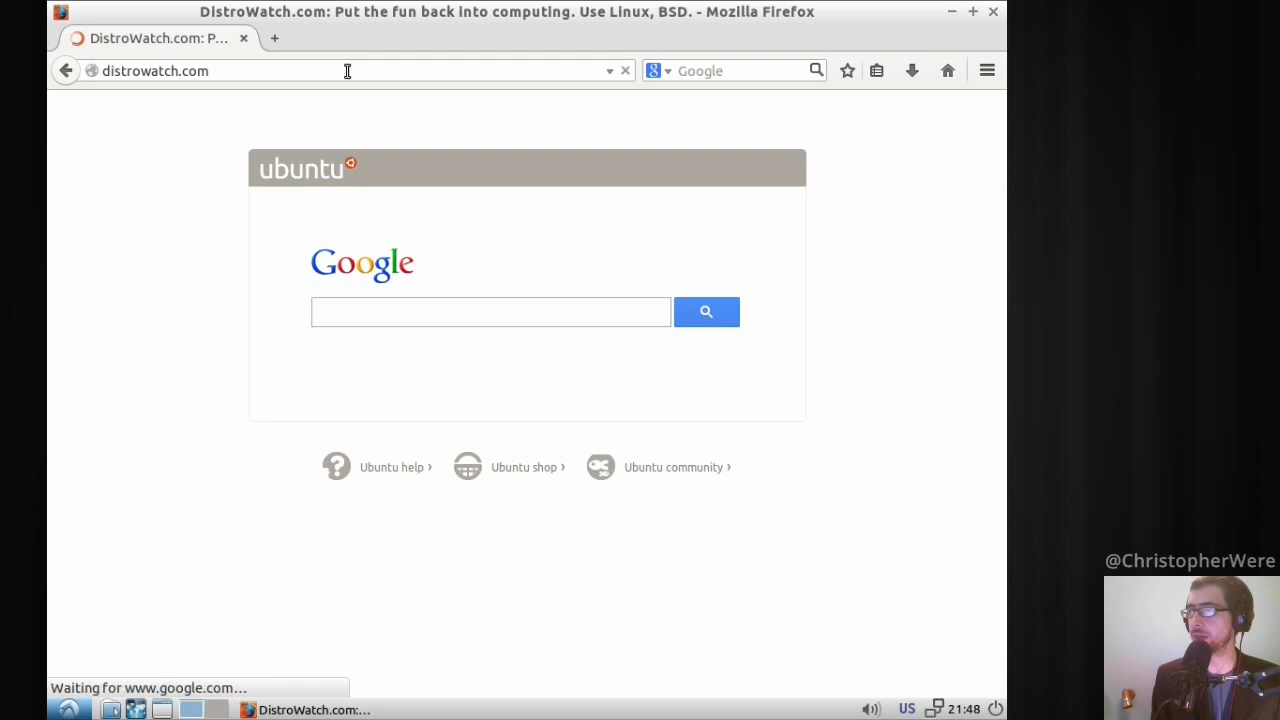 DistroWatch.com: Put the fun back into computing. Use Linux, BSD. - Mozilla Firefox
DistroWatch.com: P...
distrowatch.com
Google
ubuntu
Google
Ubuntu help ›
Ubuntu shop ›
Ubuntu community ›
@ChristopherWere
Waiting for www.google.com...
DistroWatch.com:...
US
21:48